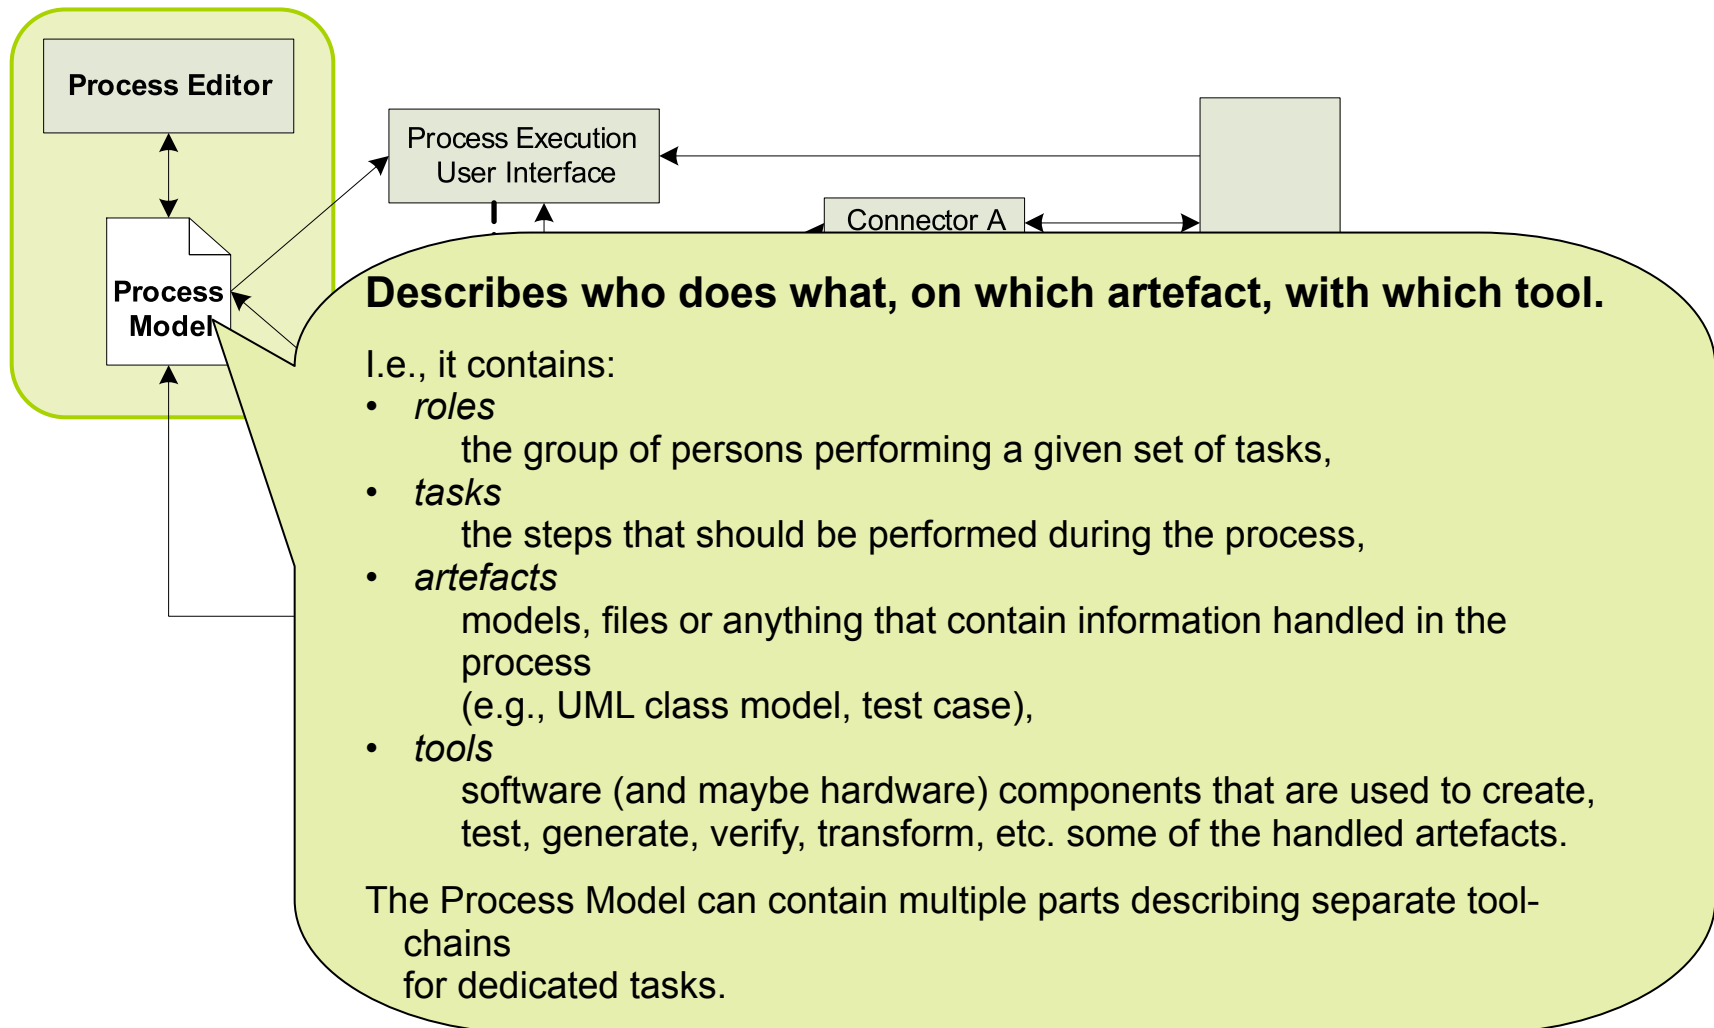 Process Editor
Process Execution
User Interface
Connector A
Process
Model
Describes who does what, on which artefact, with which tool.
I.e., it contains:
• roles
the group of persons performing a given set of tasks,
• tasks
the steps that should be performed during the process,
• artefacts
models, files or anything that contain information handled in the
process
(e.g., UML class model, test case),
• tools
software (and maybe hardware) components that are used to create,
test, generate, verify, transform, etc. some of the handled artefacts.
The Process Model can contain multiple parts describing separate tool-
chains
for dedicated tasks.